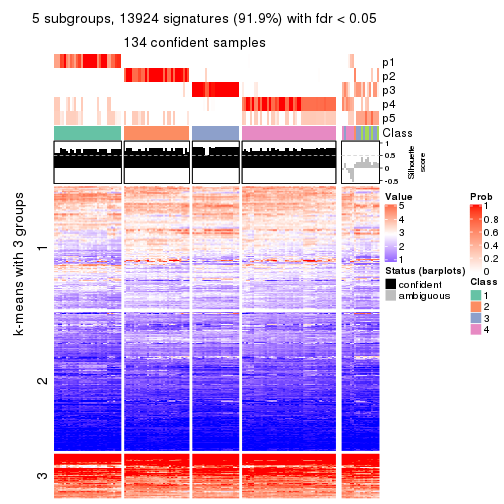 5 subgroups, 13924 signatures (91.9%) with fdr < 0.05
134 confident samples
p1
p2
p3
p4
p5
Class
1
0.5
0
-0.5
Silhouette
score
k-means with 3 groups
1
2
3
Value
5
4
3
2
1
Status (barplots)
confident
ambiguous
Prob
1
0.8
0.6
0.4
0.2
0
Class
1
2
3
4